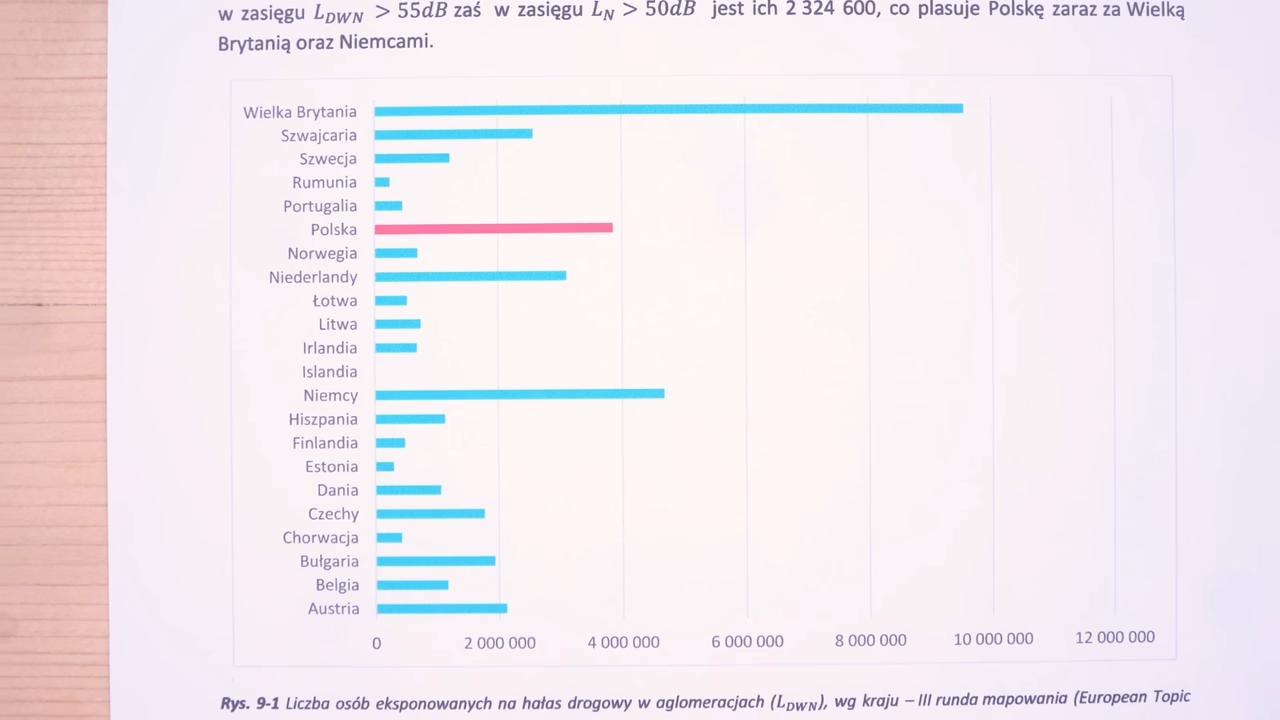 w zasięgu L_DWN > 55dB zaś w zasięgu L_N > 50dB jest ich 2 324 600, co plasuje Polskę zaraz za Wielką
Brytanią oraz Niemcami.
Wielka Brytania
Szwajcaria
Szwecja
Rumunia
Portugalia
Polska
Norwegia
Niederlandy
Łotwa
Litwa
Irlandia
Islandia
Niemcy
Hiszpania
Finlandia
Estonia
Dania
Czechy
Chorwacja
Bułgaria
Belgia
Austria
0 2 000 000 4 000 000 6 000 000 8 000 000 10 000 000 12 000 000
Rys. 9-1 Liczba osób eksponowanych na hałas drogowy w aglomeracjach (L_DWN), wg kraju – III runda mapowania (European Topic